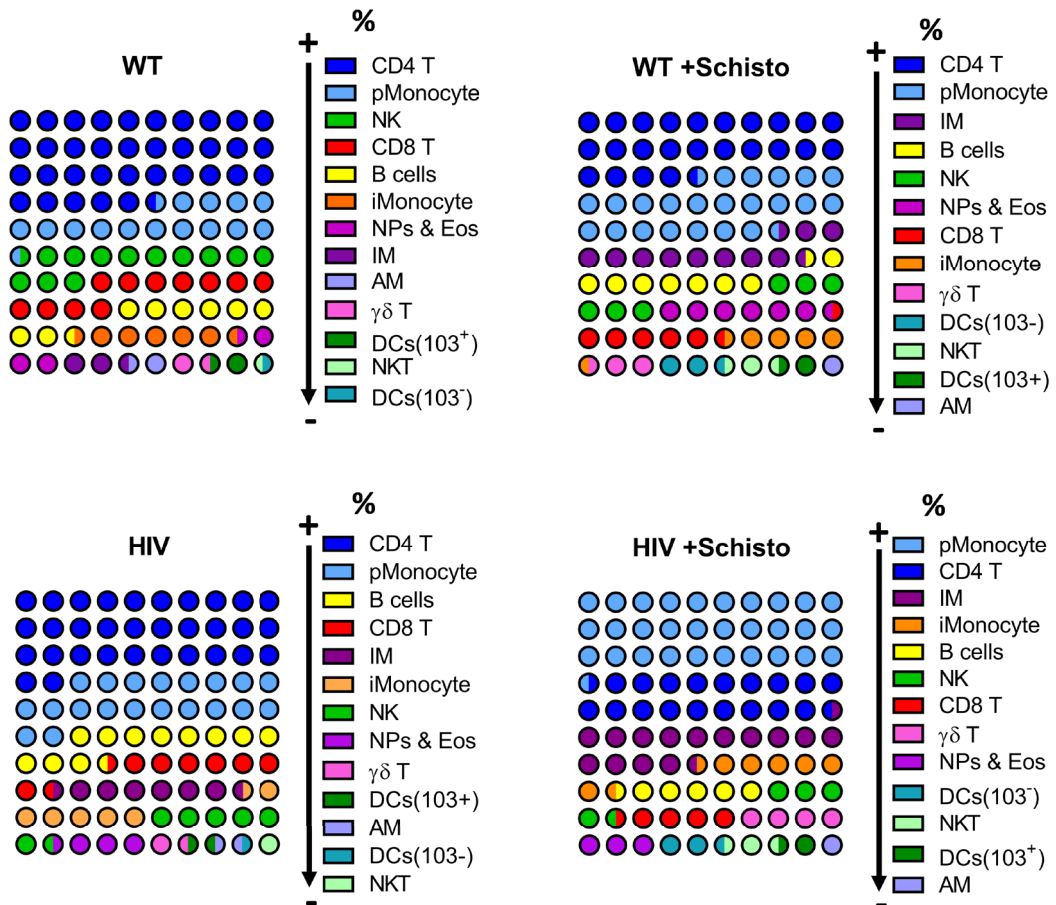 %
+
WT
CD4 T
pMonocyte
NK
CD8 T
B cells
iMonocyte
NPs & Eos
IM
AM
γδ T
DCs(103⁺)
NKT
DCs(103⁻)
-
%
+
WT +Schisto
CD4 T
pMonocyte
IM
B cells
NK
NPs & Eos
CD8 T
iMonocyte
γδ T
DCs(103-)
NKT
DCs(103+)
AM
-
%
+
HIV
CD4 T
pMonocyte
B cells
CD8 T
IM
iMonocyte
NK
NPs & Eos
γδ T
DCs(103+)
AM
DCs(103-)
NKT
-
%
+
HIV +Schisto
pMonocyte
CD4 T
IM
iMonocyte
B cells
NK
CD8 T
γδ T
NPs & Eos
DCs(103⁻)
NKT
DCs(103⁺)
AM
-